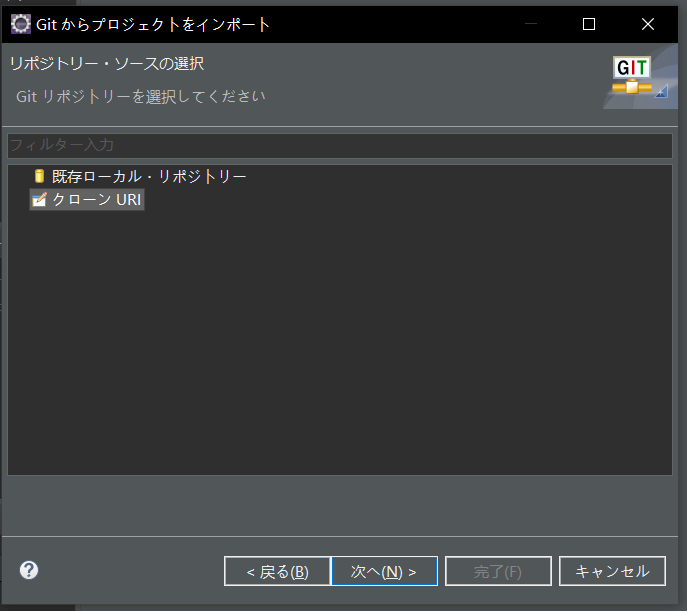 Git からプロジェクトをインポート
リポジトリー・ソースの選択
Git リポジトリーを選択してください
GIT
フィルター入力
既存ローカル・リポジトリー
クローン URI
?
< 戻る(B) 次へ(N) > 完了(F) キャンセル